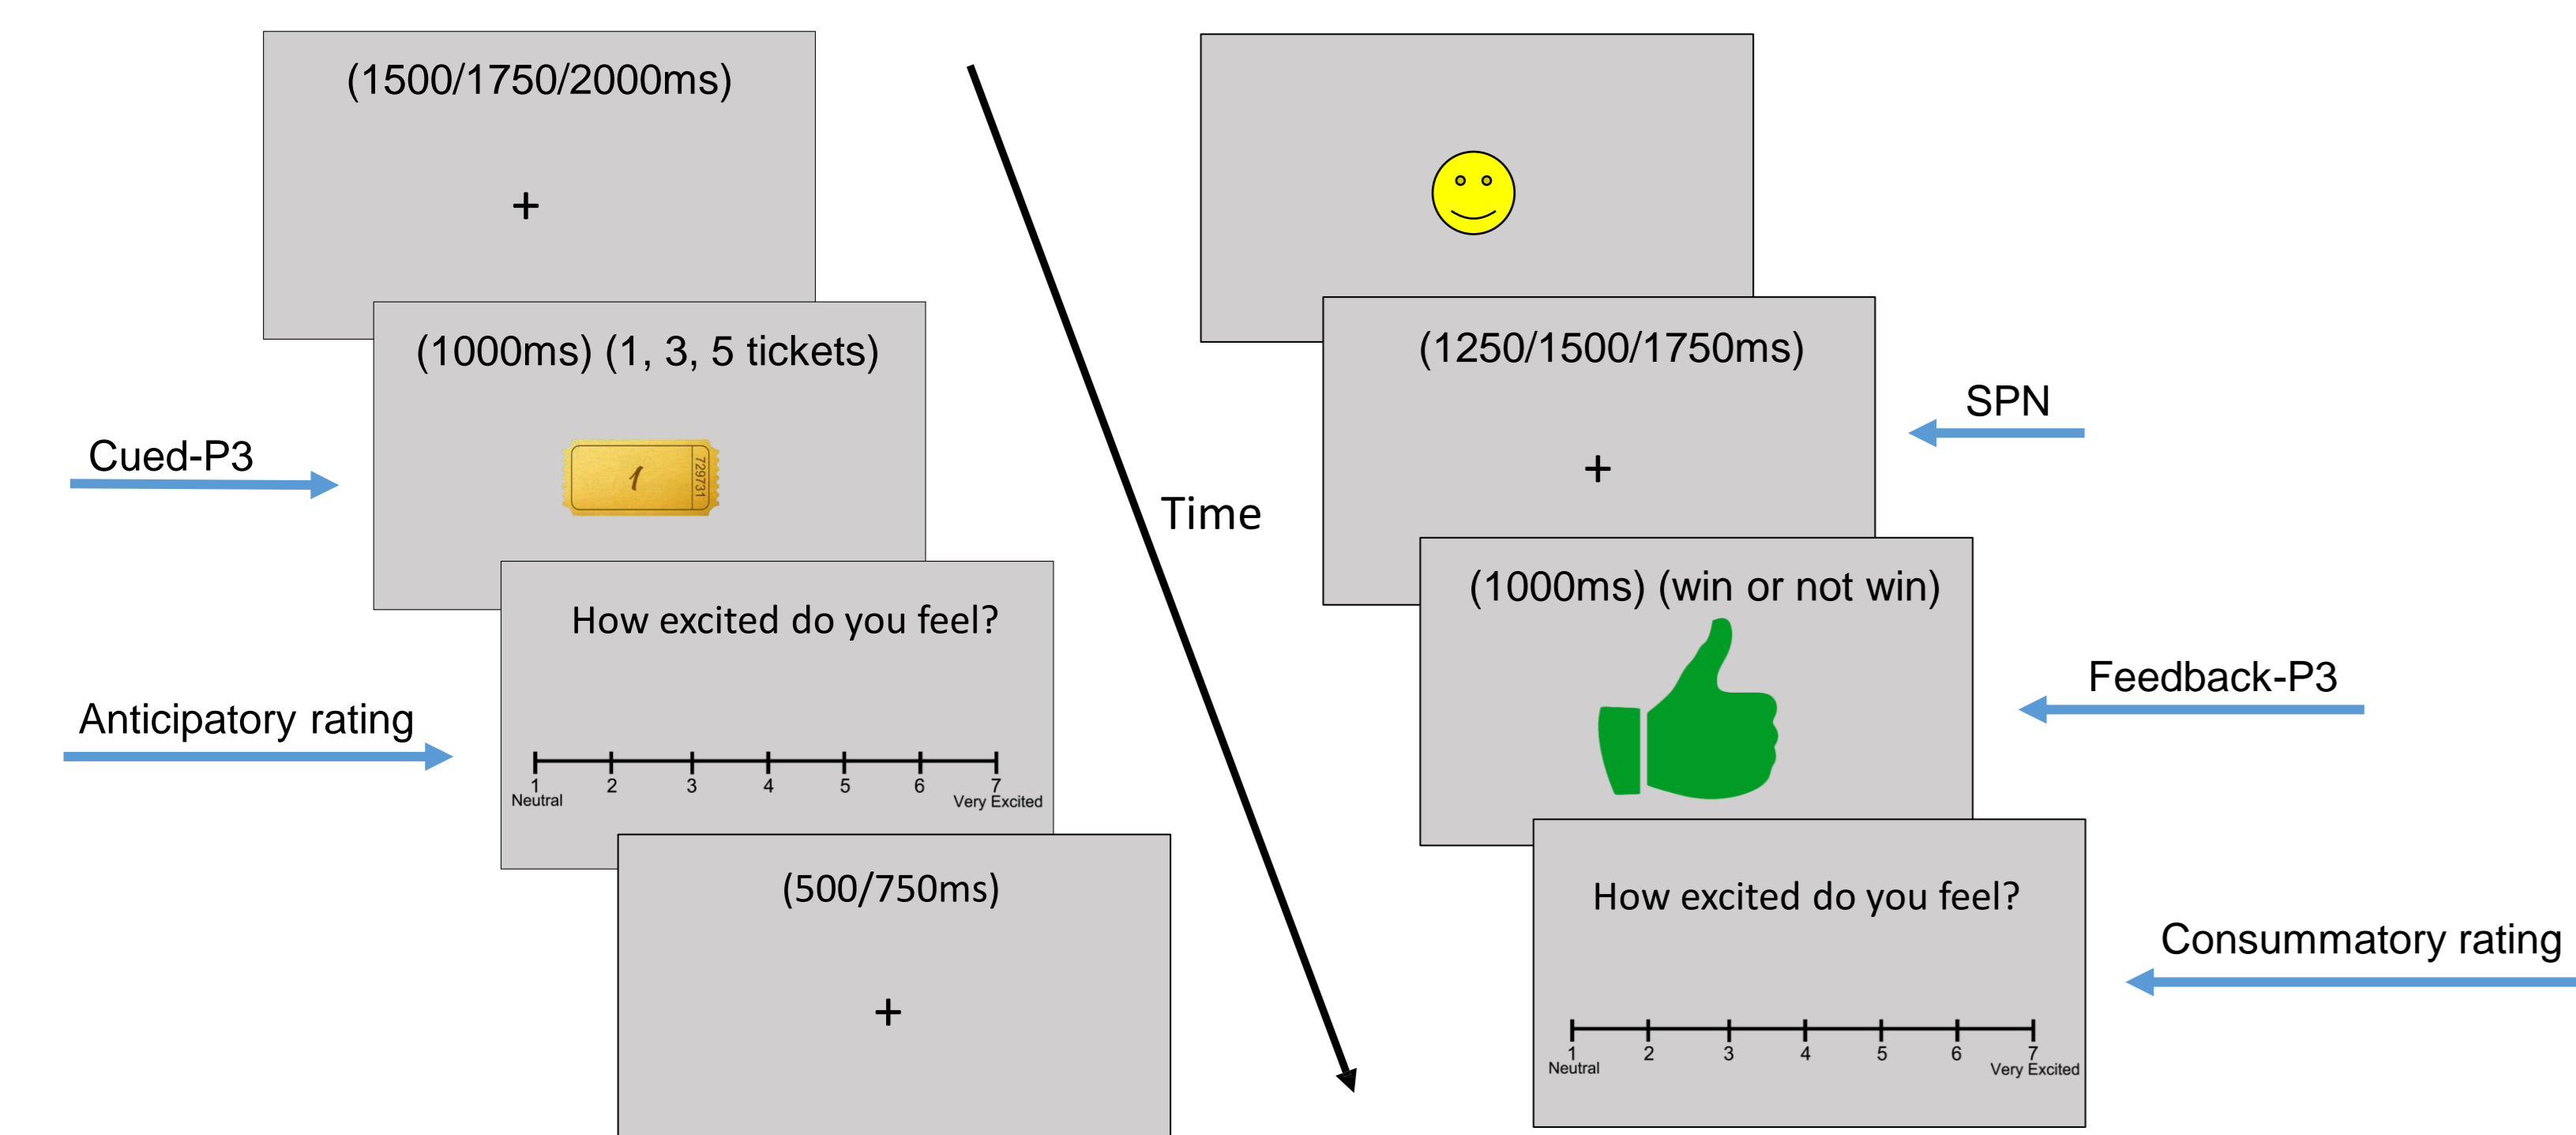 (1500/1750/2000ms)
+
(1000ms) (1, 3, 5 tickets)
Cued-P3
1
729731
How excited do you feel?
Anticipatory rating
1 2 3 4 5 6 7
Neutral Very Excited
(500/750ms)
+
Time
(1250/1500/1750ms)
SPN
+
(1000ms) (win or not win)
Feedback-P3
How excited do you feel?
Consummatory rating
1 2 3 4 5 6 7
Neutral Very Excited